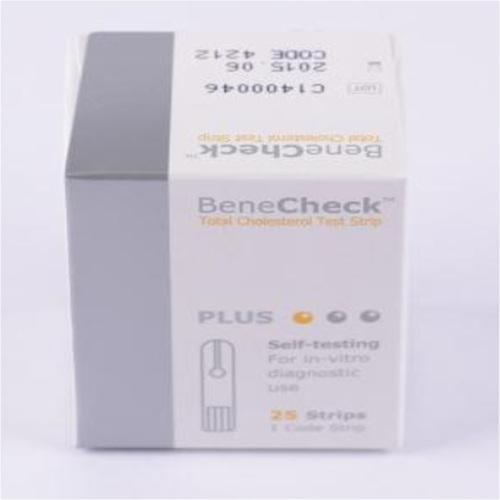 CODE 4212
2015.06
LOT C1400046
BeneCheck™
Total Cholesterol Test Strip
BeneCheck™
Total Cholesterol Test Strip
PLUS
Self-testing
For in-vitro
diagnostic
use
25 Strips
1 Code Strip